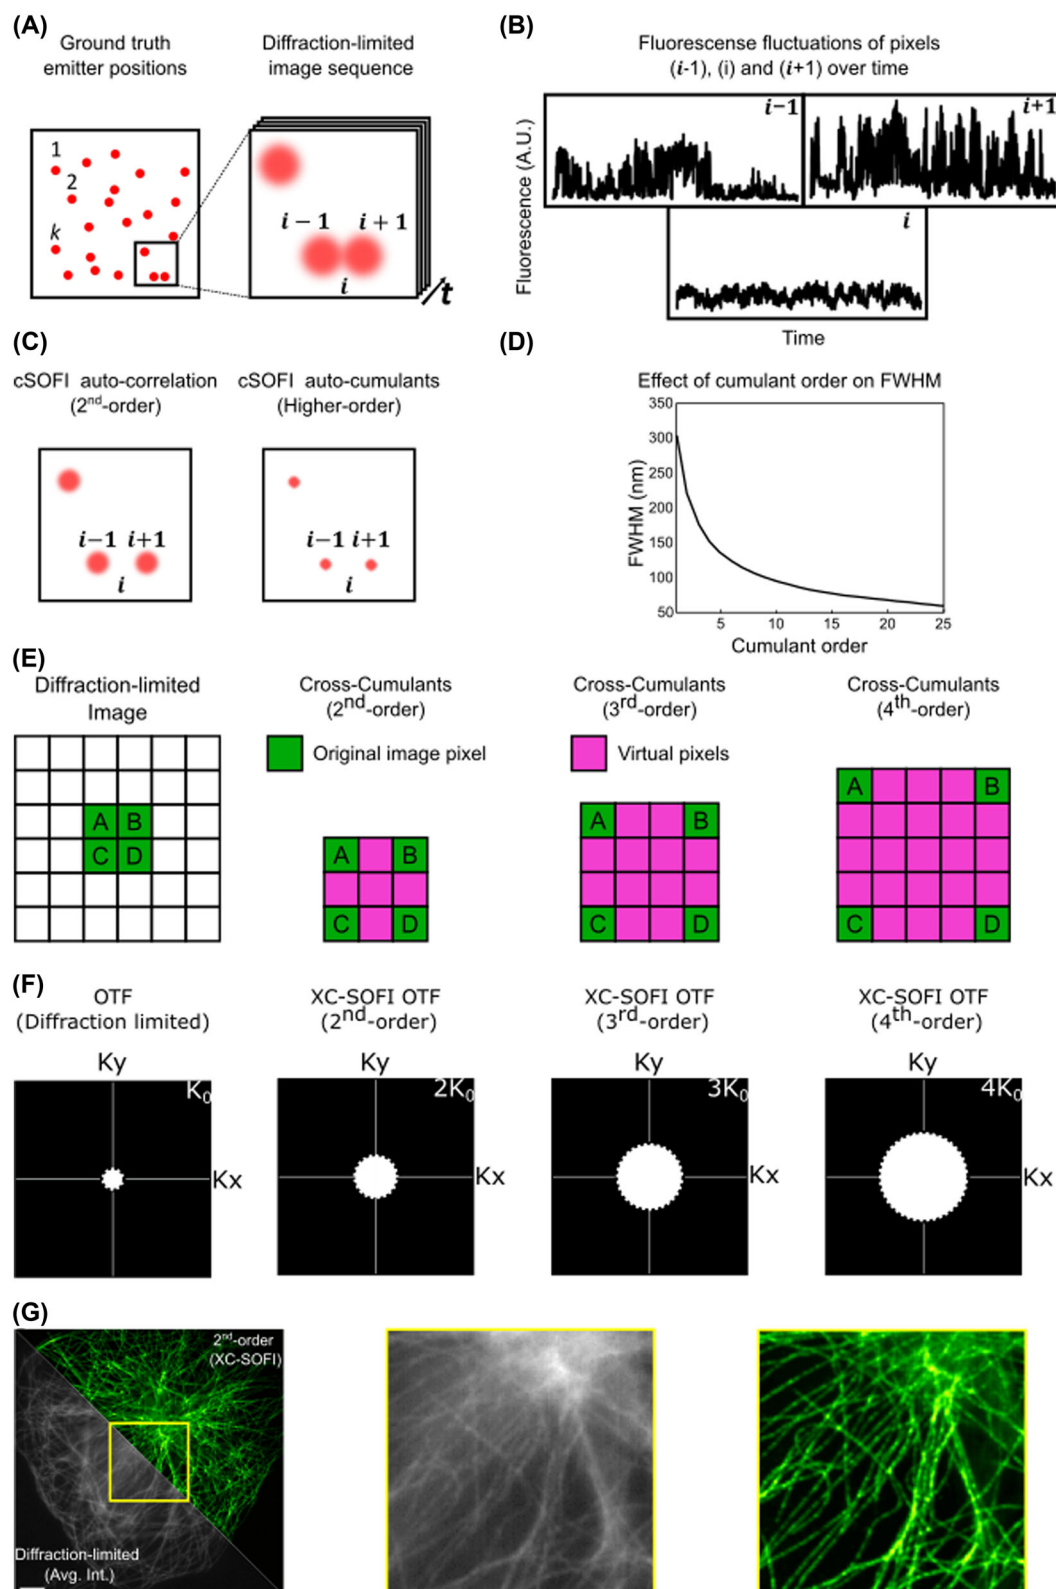 (A)
Ground truth
emitter positions
Diffraction-limited
image sequence
1
2
k
i − 1 i + 1
i
t
(B)
Fluorescense fluctuations of pixels
(i-1), (i) and (i+1) over time
Fluorescence (A.U.)
i−1
i+1
i
Time
(C)
cSOFI auto-correlation
(2nd-order)
cSOFI auto-cumulants
(Higher-order)
i−1 i+1
i
i−1 i+1
i
(D)
Effect of cumulant order on FWHM
FWHM (nm)
350
300
250
200
150
100
50
5 10 15 20 25
Cumulant order
(E)
Diffraction-limited
Image
A B
C D
Cross-Cumulants
(2nd-order)
Original image pixel
A B
C D
Cross-Cumulants
(3rd-order)
Virtual pixels
A B
C D
Cross-Cumulants
(4th-order)
A B
C D
(F)
OTF
(Diffraction limited)
Ky
K0
Kx
XC-SOFI OTF
(2nd-order)
Ky
2K0
Kx
XC-SOFI OTF
(3rd-order)
Ky
3K0
Kx
XC-SOFI OTF
(4th-order)
Ky
4K0
Kx
(G)
2nd-order
(XC-SOFI)
Diffraction-limited
(Avg. Int.)